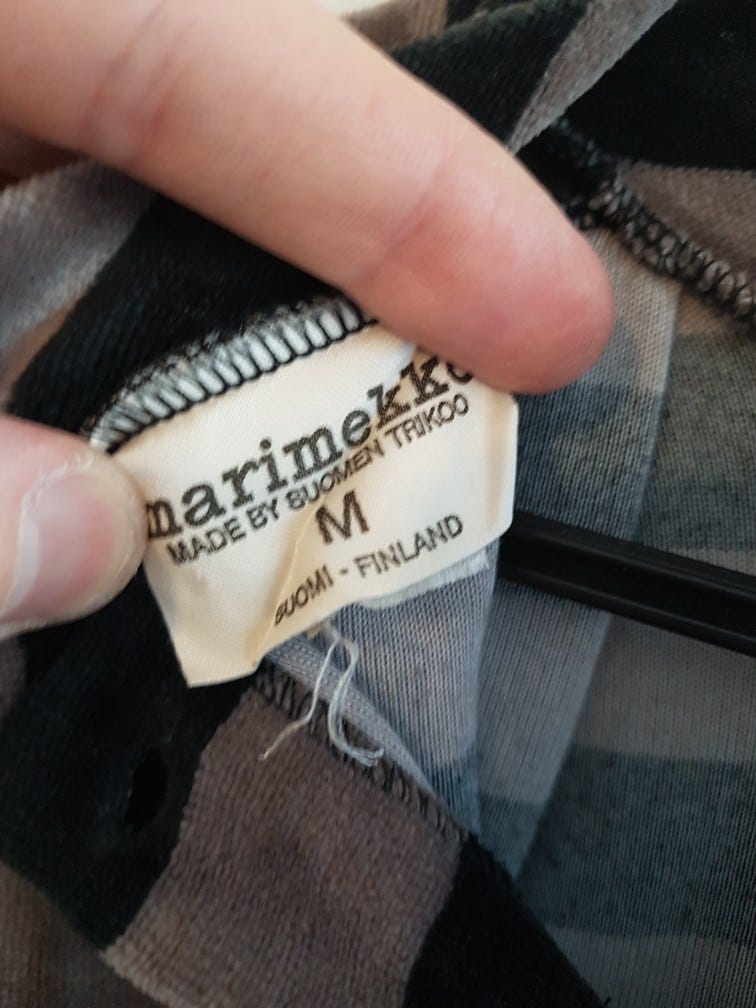 marimekko
MADE BY SUOMEN TRIKOO
M
SUOMI - FINLAND